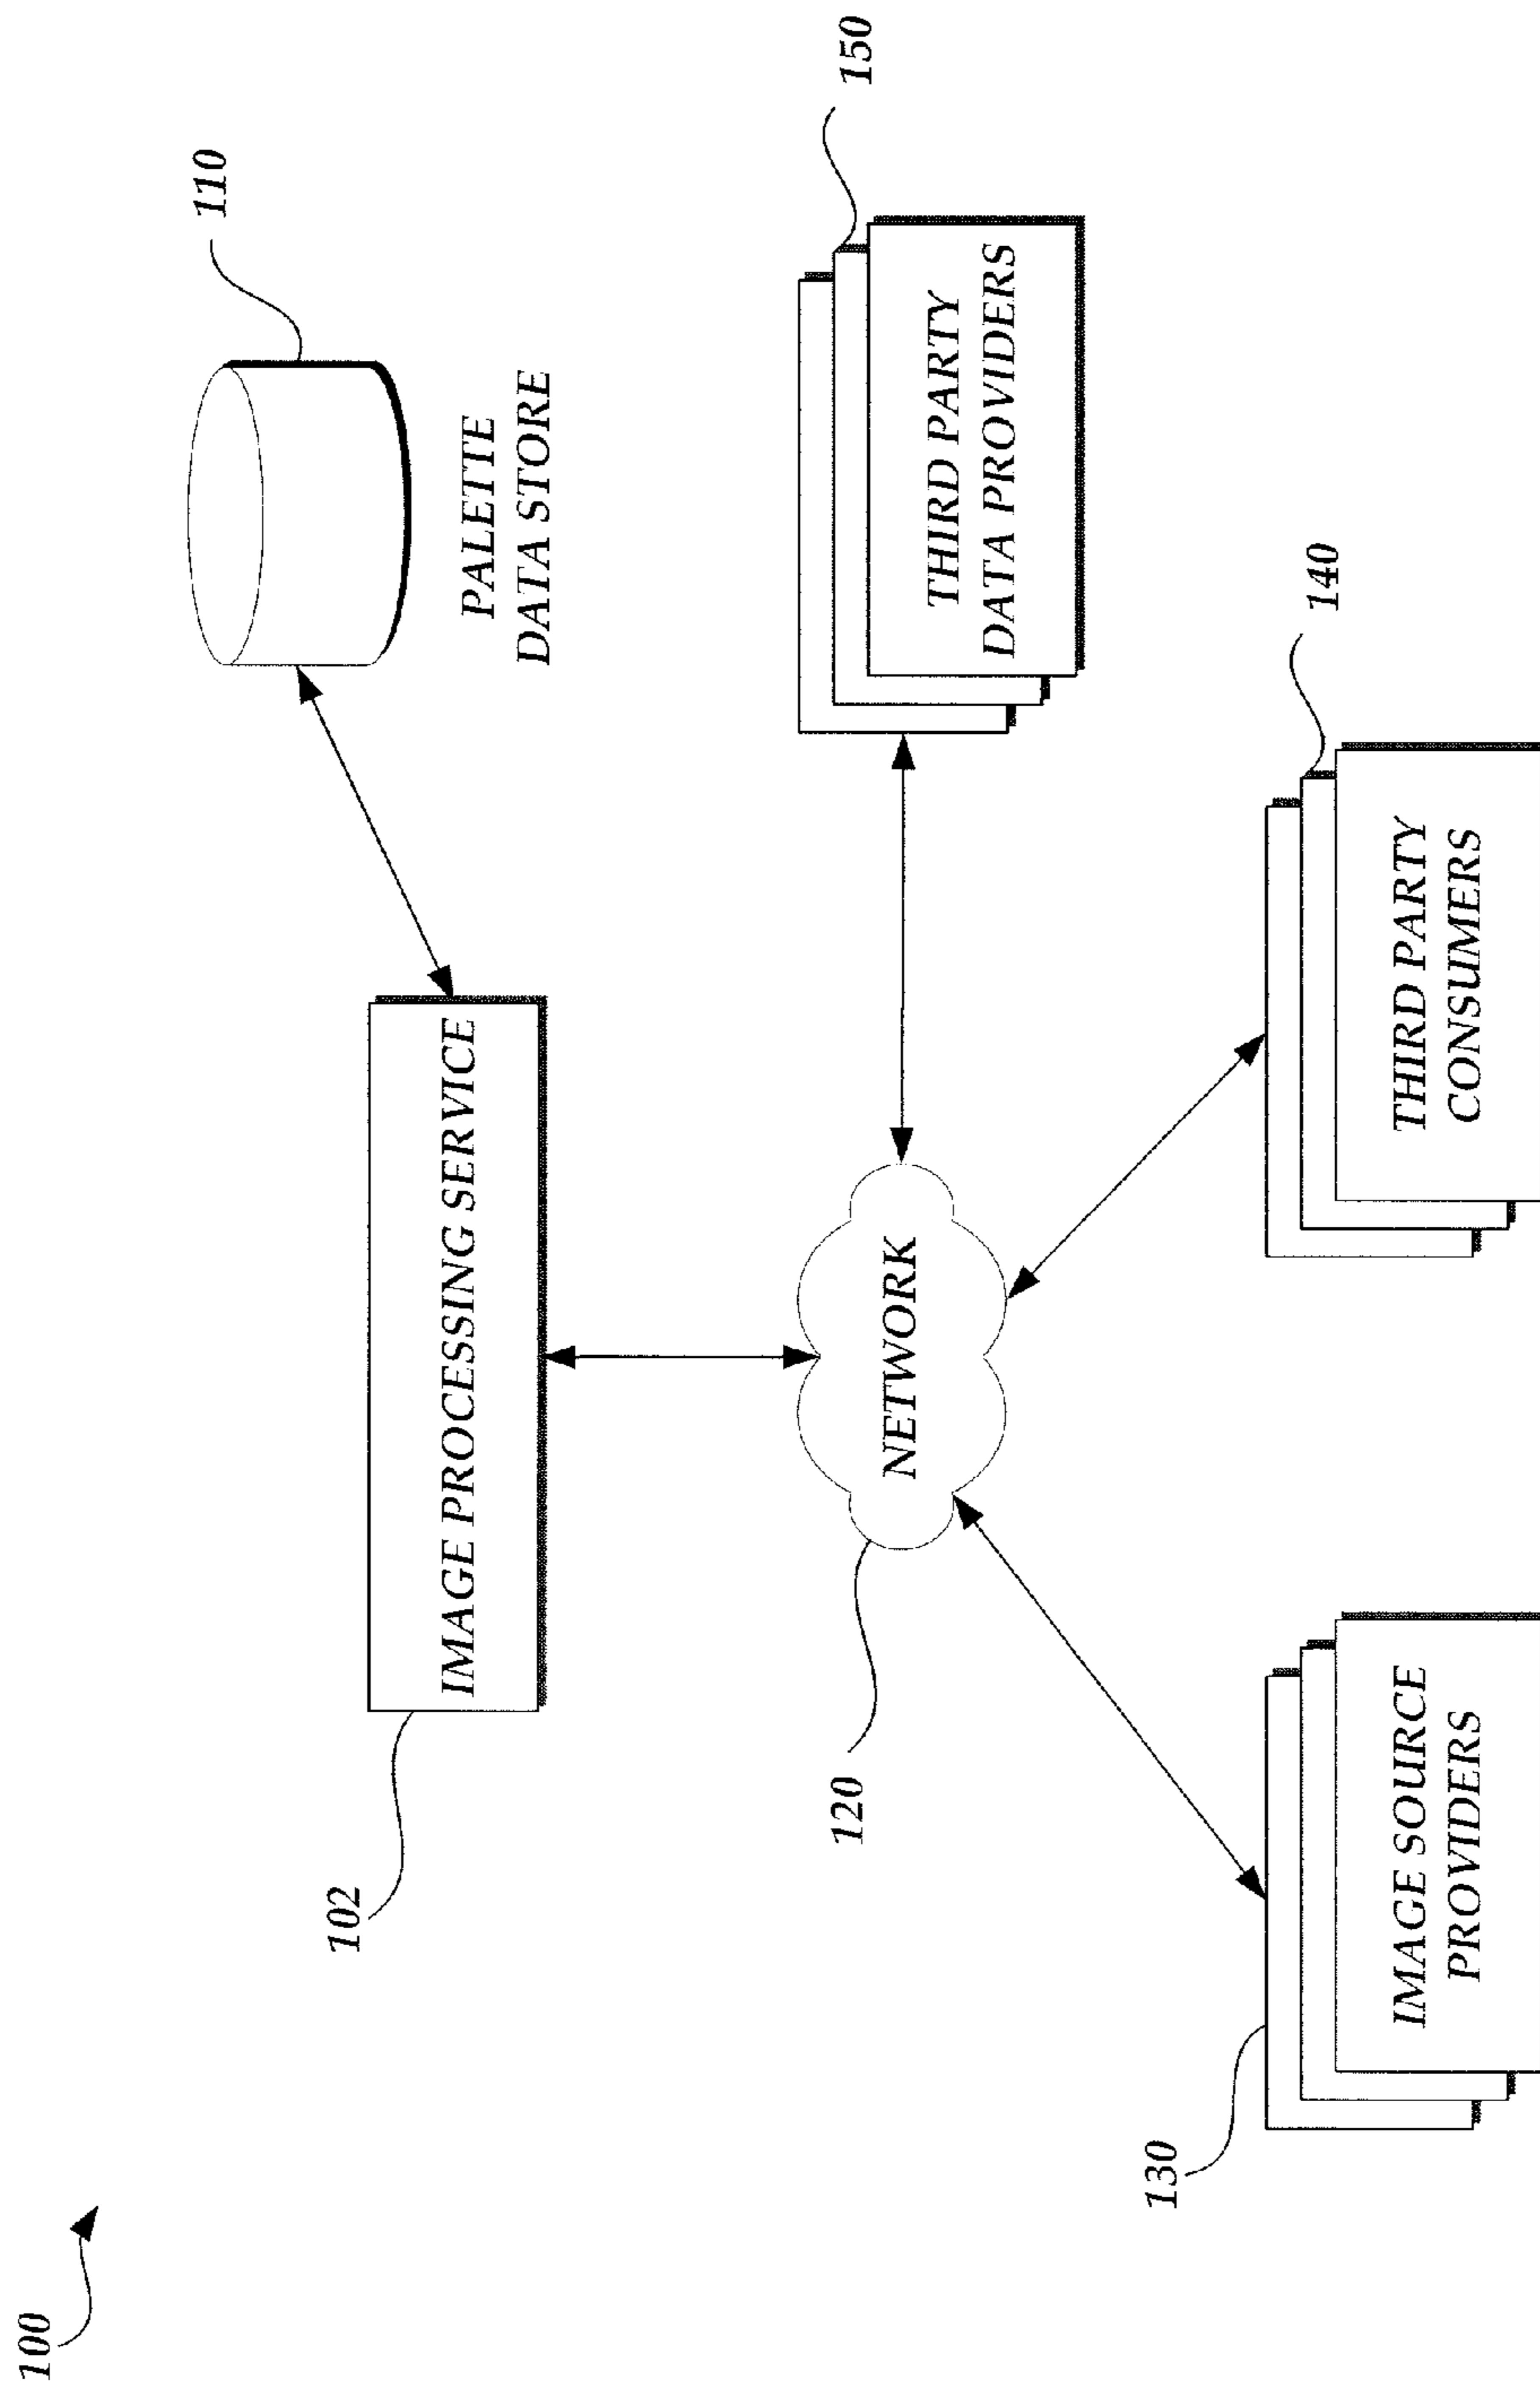 100
110
PALETTE
DATA STORE
102
IMAGE PROCESSING SERVICE
150
THIRD PARTY
DATA PROVIDERS
120
NETWORK
130
IMAGE SOURCE
PROVIDERS
140
THIRD PARTY
CONSUMERS